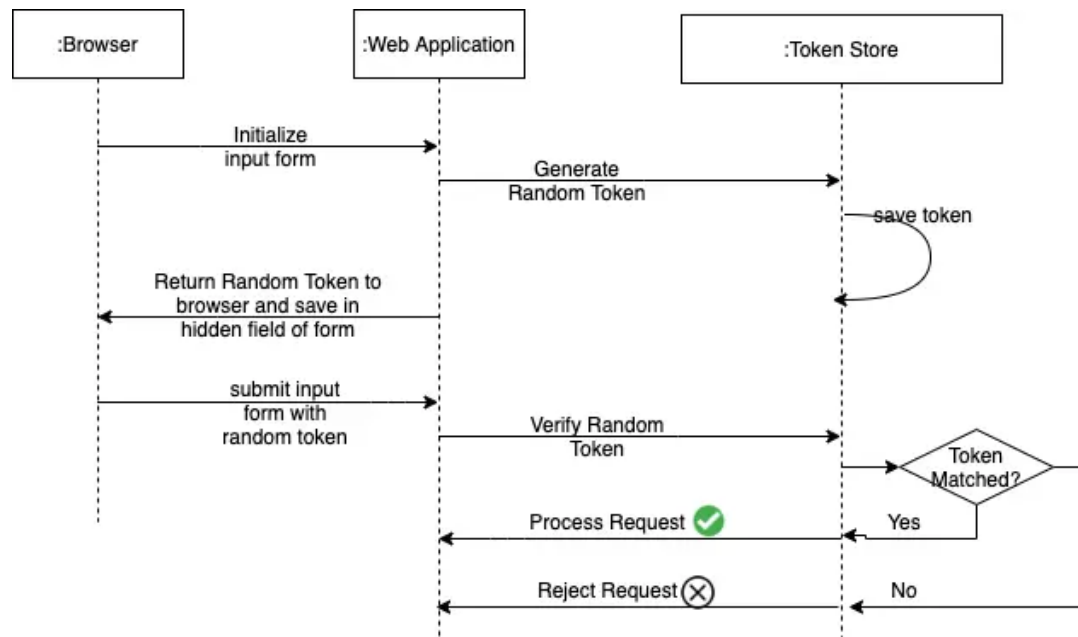 :Browser
:Web Application
:Token Store
Initialize
input form
Generate
Random Token
save token
Return Random Token to
browser and save in
hidden field of form
submit input
form with
random token
Verify Random
Token
Token
Matched?
Process Request
Yes
Reject Request
No